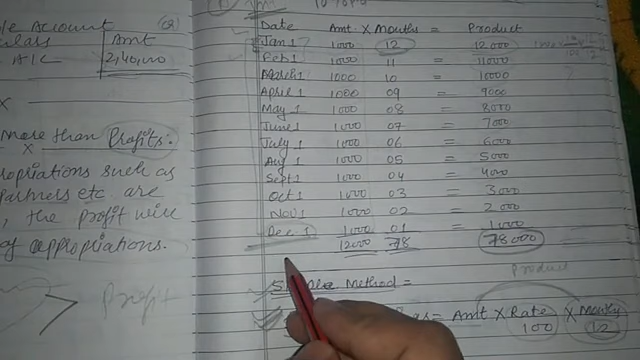 Account
Class Amt
A/C 2,40,000
More than Profits:
such as
Partners etc. are
, the profit will
of appropiations.
Profit
Date Amt X Months = Product
Jan 1 1000 12 12000
Feb 1 1000 11 = 11000
March 1 1000 10 = 10000
April 1 1000 09 = 9000
May 1 1000 08 = 8000
June 1 1000 07 = 7000
July 1 1000 06 = 6000
Aug 1 1000 05 = 5000
Sept 1 1000 04 = 4000
Oct 1 1000 03 = 3000
Nov 1 1000 02 = 2000
Dec. 1 1000 01 = 1000
12000 78 78000
Product
Method =
= Amt X Rate X Months
100 12